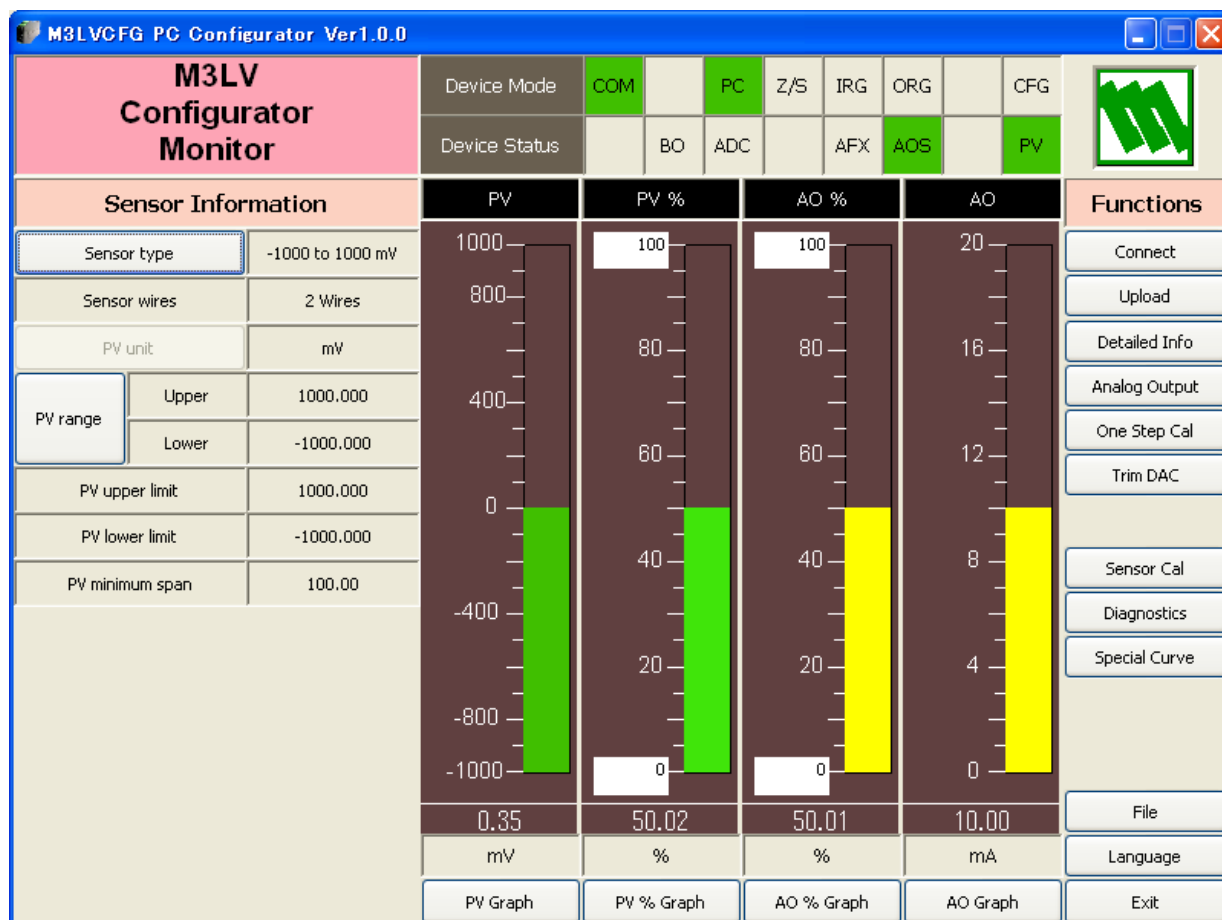 M3LVCFG PC Configurator Ver1.0.0
M3LV
Configurator
Monitor
Device Mode COM PC Z/S IRG ORG CFG
Device Status BO ADC AFX AOS PV
Sensor Information
Sensor type -1000 to 1000 mV
Sensor wires 2 Wires
PV unit mV
PV range
Upper 1000.000
Lower -1000.000
PV upper limit 1000.000
PV lower limit -1000.000
PV minimum span 100.00
PV
1000
800
400
0
-400
-800
-1000
0.35
mV
PV Graph
PV %
100
80
60
40
20
0
50.02
%
PV % Graph
AO %
100
80
60
40
20
0
50.01
%
AO % Graph
AO
20
16
12
8
4
0
10.00
mA
AO Graph
Functions
Connect
Upload
Detailed Info
Analog Output
One Step Cal
Trim DAC
Sensor Cal
Diagnostics
Special Curve
File
Language
Exit